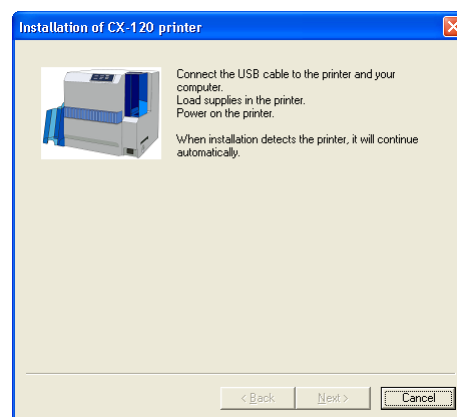 Installation of CX-120 printer
Connect the USB cable to the printer and your
computer.
Load supplies in the printer.
Power on the printer.
When installation detects the printer, it will continue
automatically.
< Back
Next >
Cancel